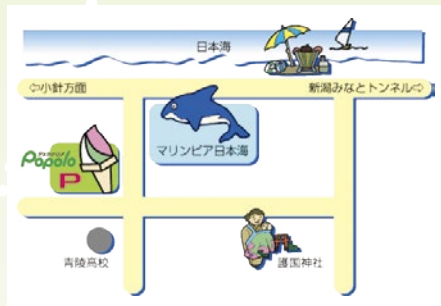 日本海
⇦小針方面
新潟みなとトンネル⇨
マリンピア日本海
Popolo
P
青陵高校
護国神社